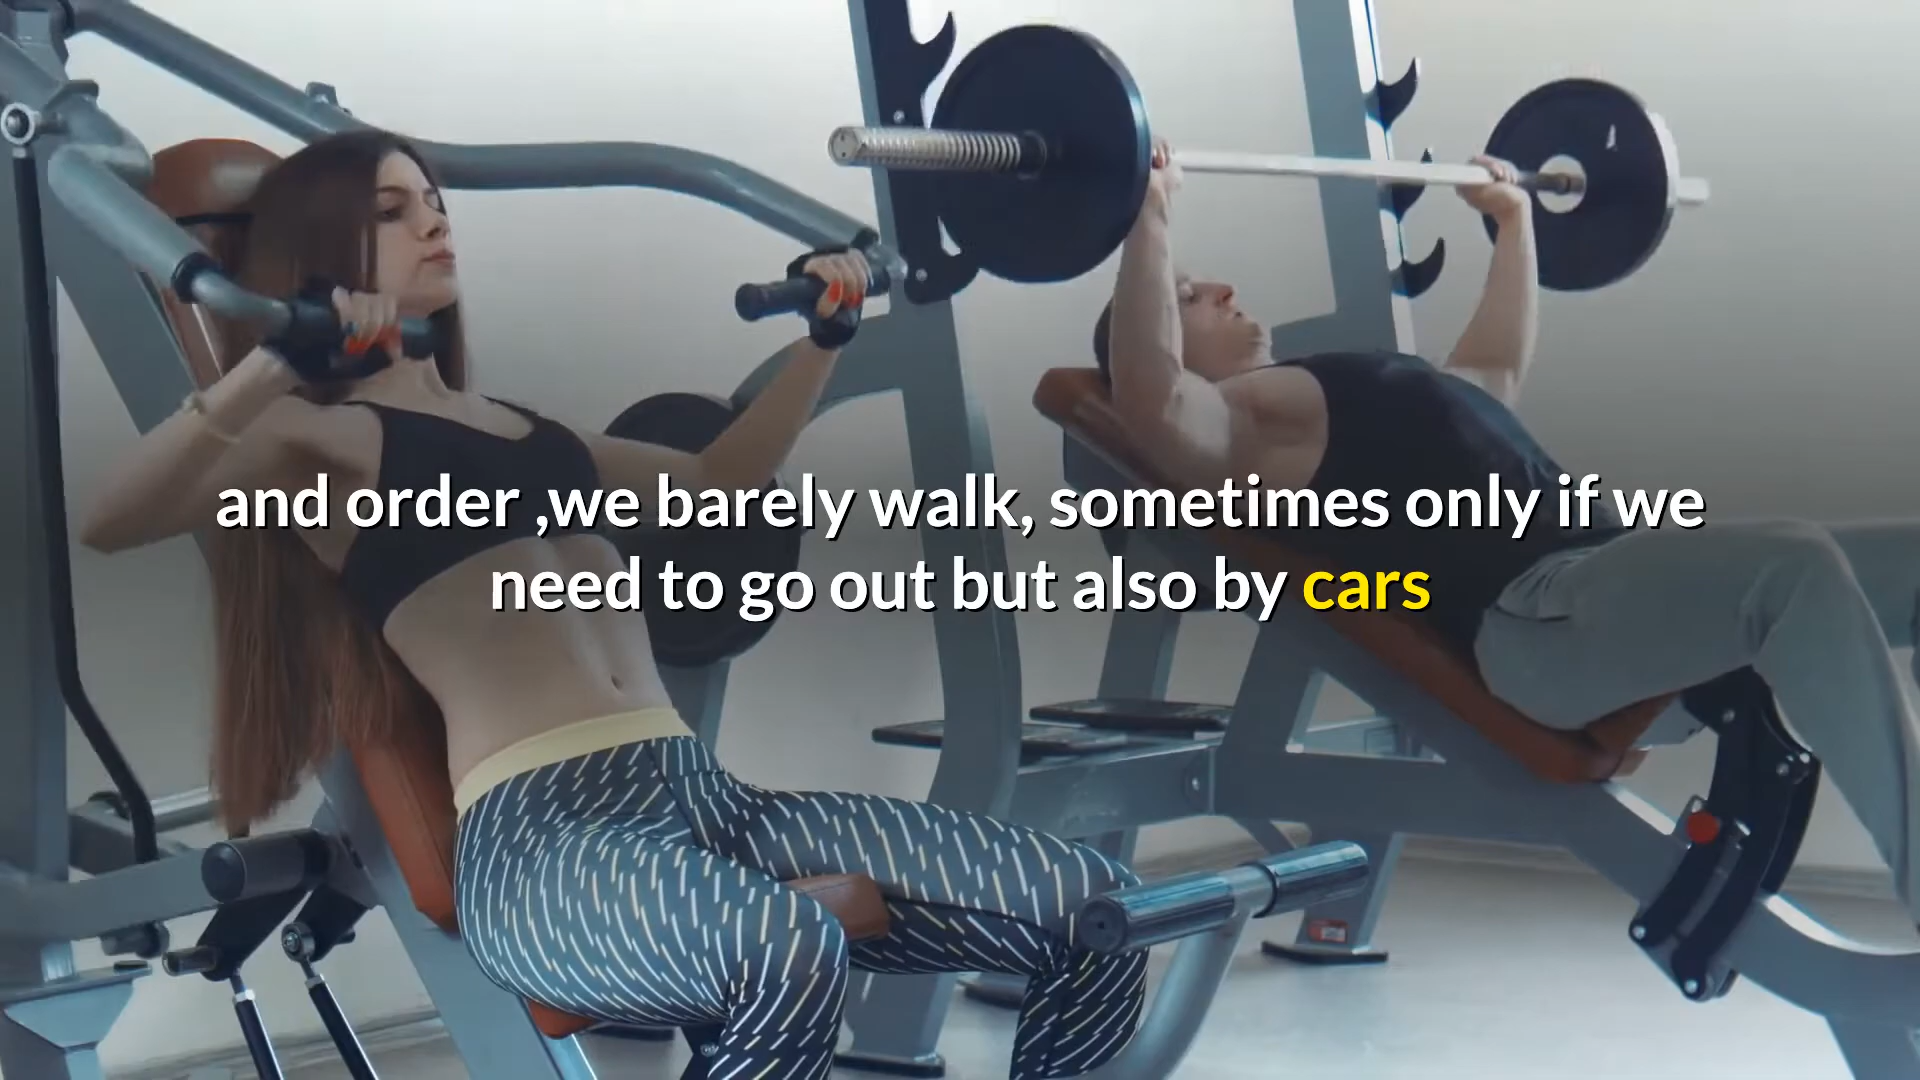 and order ,we barely walk, sometimes only if we
need to go out but also by cars